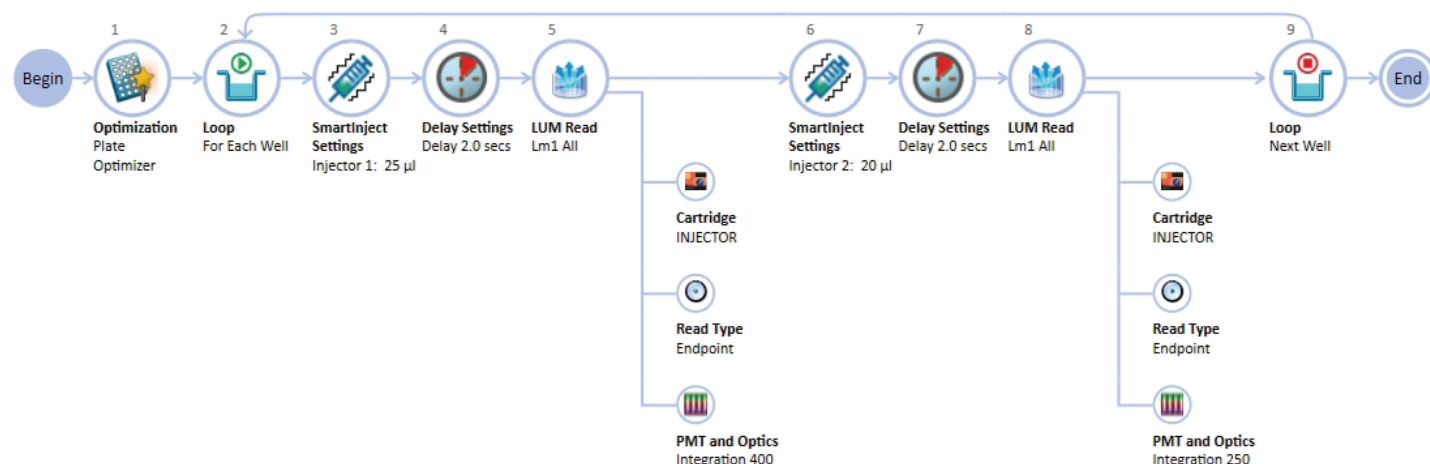 1
2
3
4
5
6
7
8
9
Begin
Optimization
Plate
Optimizer
Loop
For Each Well
SmartInject
Settings
Injector 1: 25 µl
Delay Settings
Delay 2.0 secs
LUM Read
Lm1 All
Cartridge
INJECTOR
Read Type
Endpoint
PMT and Optics
Integration 400
SmartInject
Settings
Injector 2: 20 µl
Delay Settings
Delay 2.0 secs
LUM Read
Lm1 All
Cartridge
INJECTOR
Read Type
Endpoint
PMT and Optics
Integration 250
Loop
Next Well
End